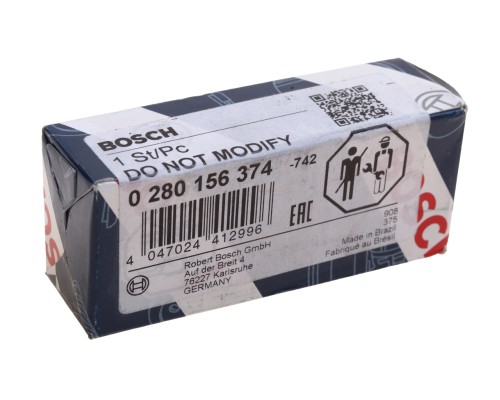 BOSCH
1 St/Pc
DO NOT MODIFY
0 280 156 374 -742
4 047024 412996
EAC
Robert Bosch GmbH
Auf der Breit 4
76227 Karlsruhe
GERMANY
908
375
Made in Brazil
Fabriqué au Brésil